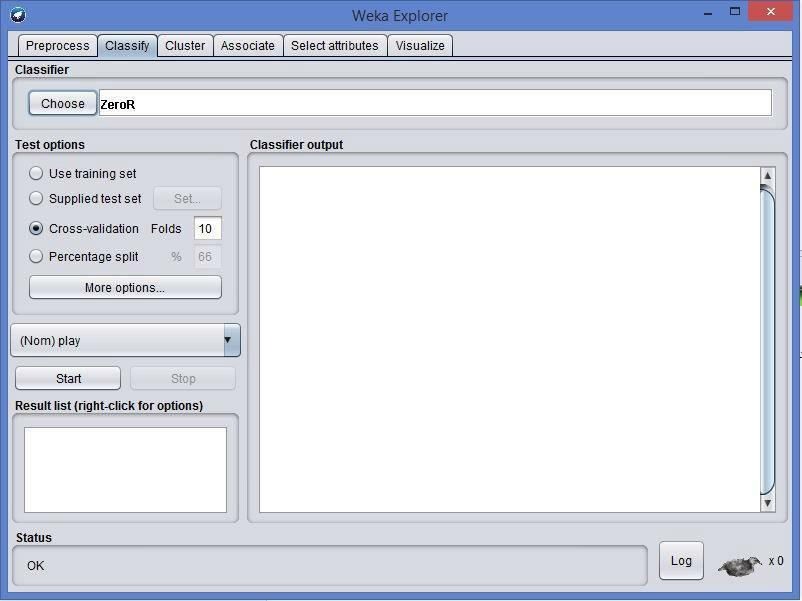 Weka Explorer
Preprocess Classify Cluster Associate Select attributes Visualize
Classifier
Choose ZeroR
Test options
Use training set
Supplied test set Set...
Cross-validation Folds 10
Percentage split % 66
More options...
(Nom) play
Start Stop
Result list (right-click for options)
Classifier output
Status
OK
Log x 0